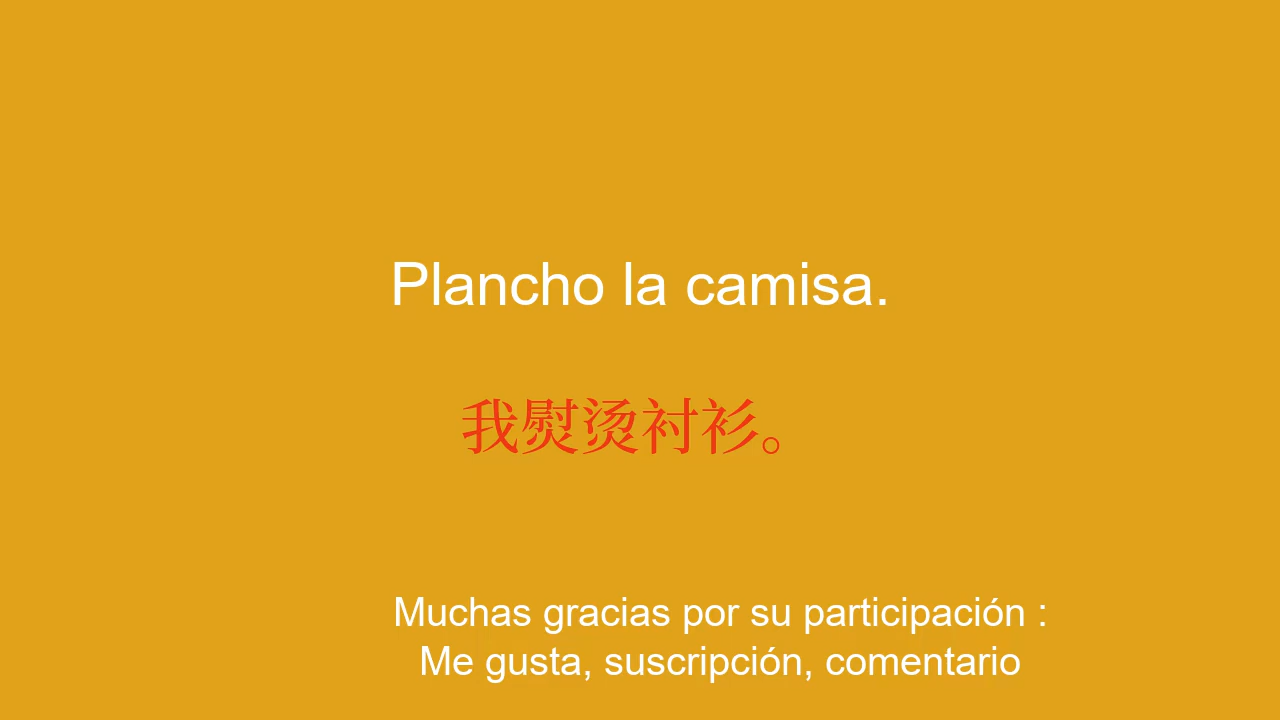 Plancho la camisa.
我熨烫衬衫。
Muchas gracias por su participación :
Me gusta, suscripción, comentario